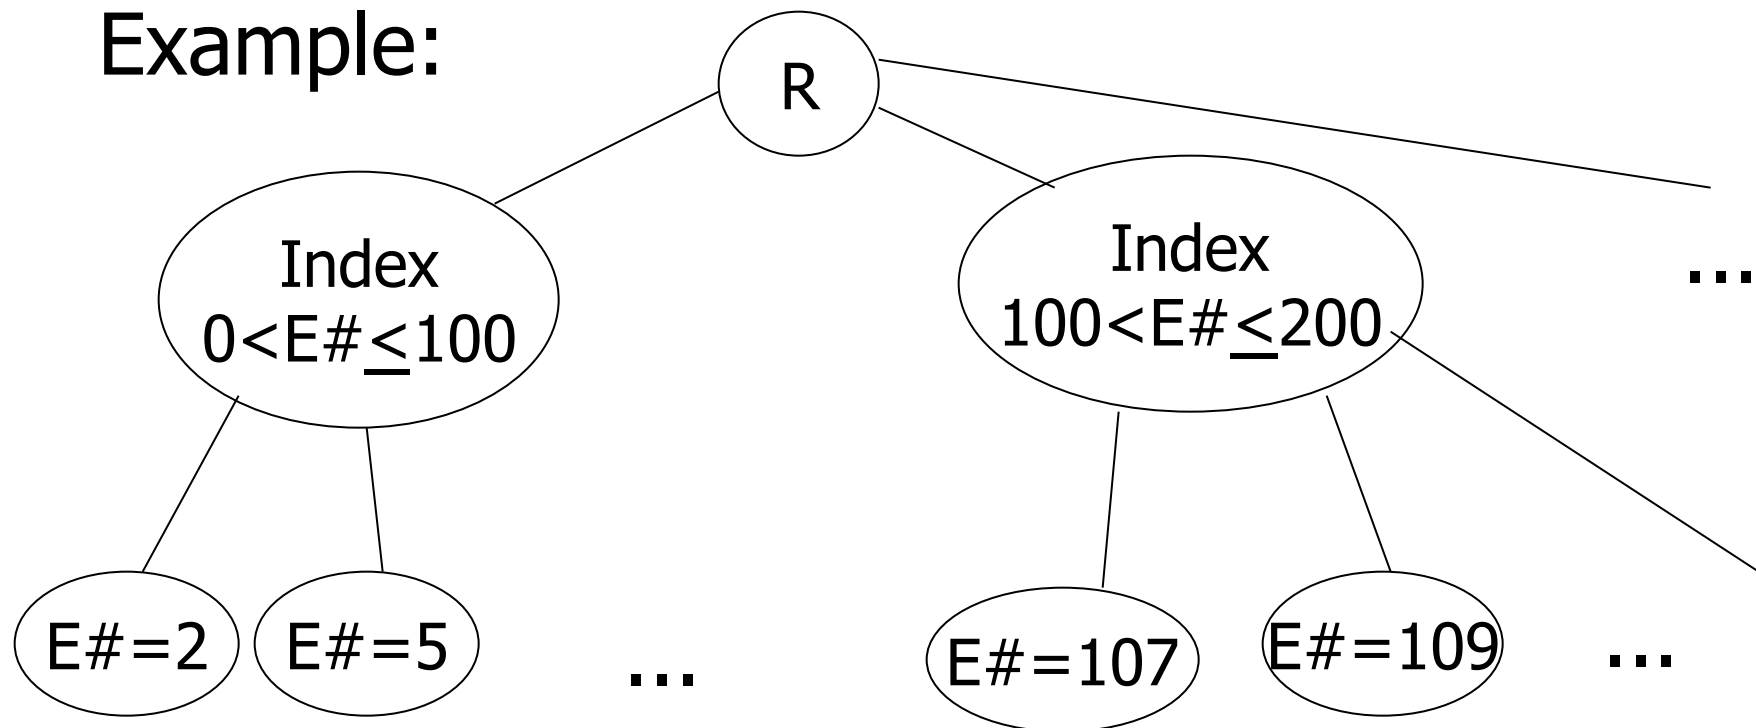 Example:
R
Index
0<E#<100
Index
100<E#<200
...
E#=2
E#=5
...
E#=107
E#=109
...